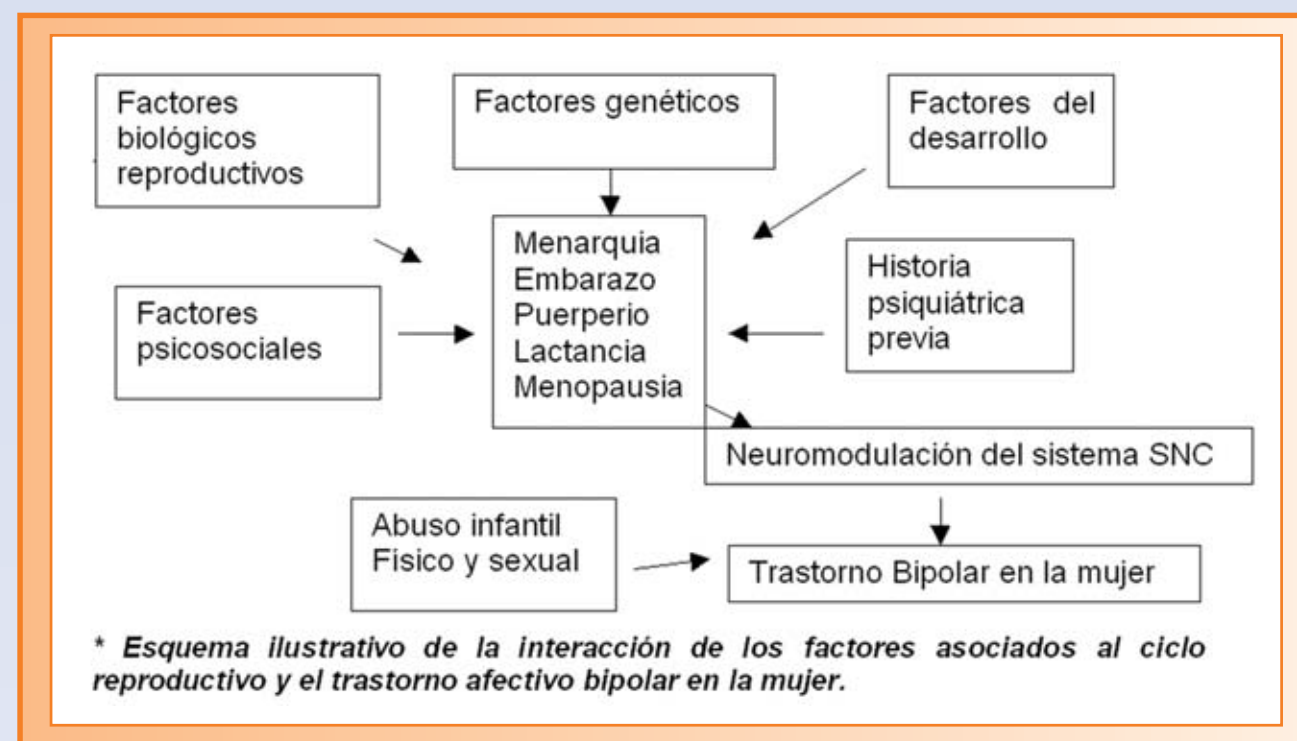 Factores
biológicos
reproductivos
Factores genéticos
Factores del
desarrollo
Factores
psicosociales
Menarquia
Embarazo
Puerperio
Lactancia
Menopausia
Historia
psiquiátrica
previa
Neuromodulación del sistema SNC
Abuso infantil
Físico y sexual
Trastorno Bipolar en la mujer
* Esquema ilustrativo de la interacción de los factores asociados al ciclo
reproductivo y el trastorno afectivo bipolar en la mujer.